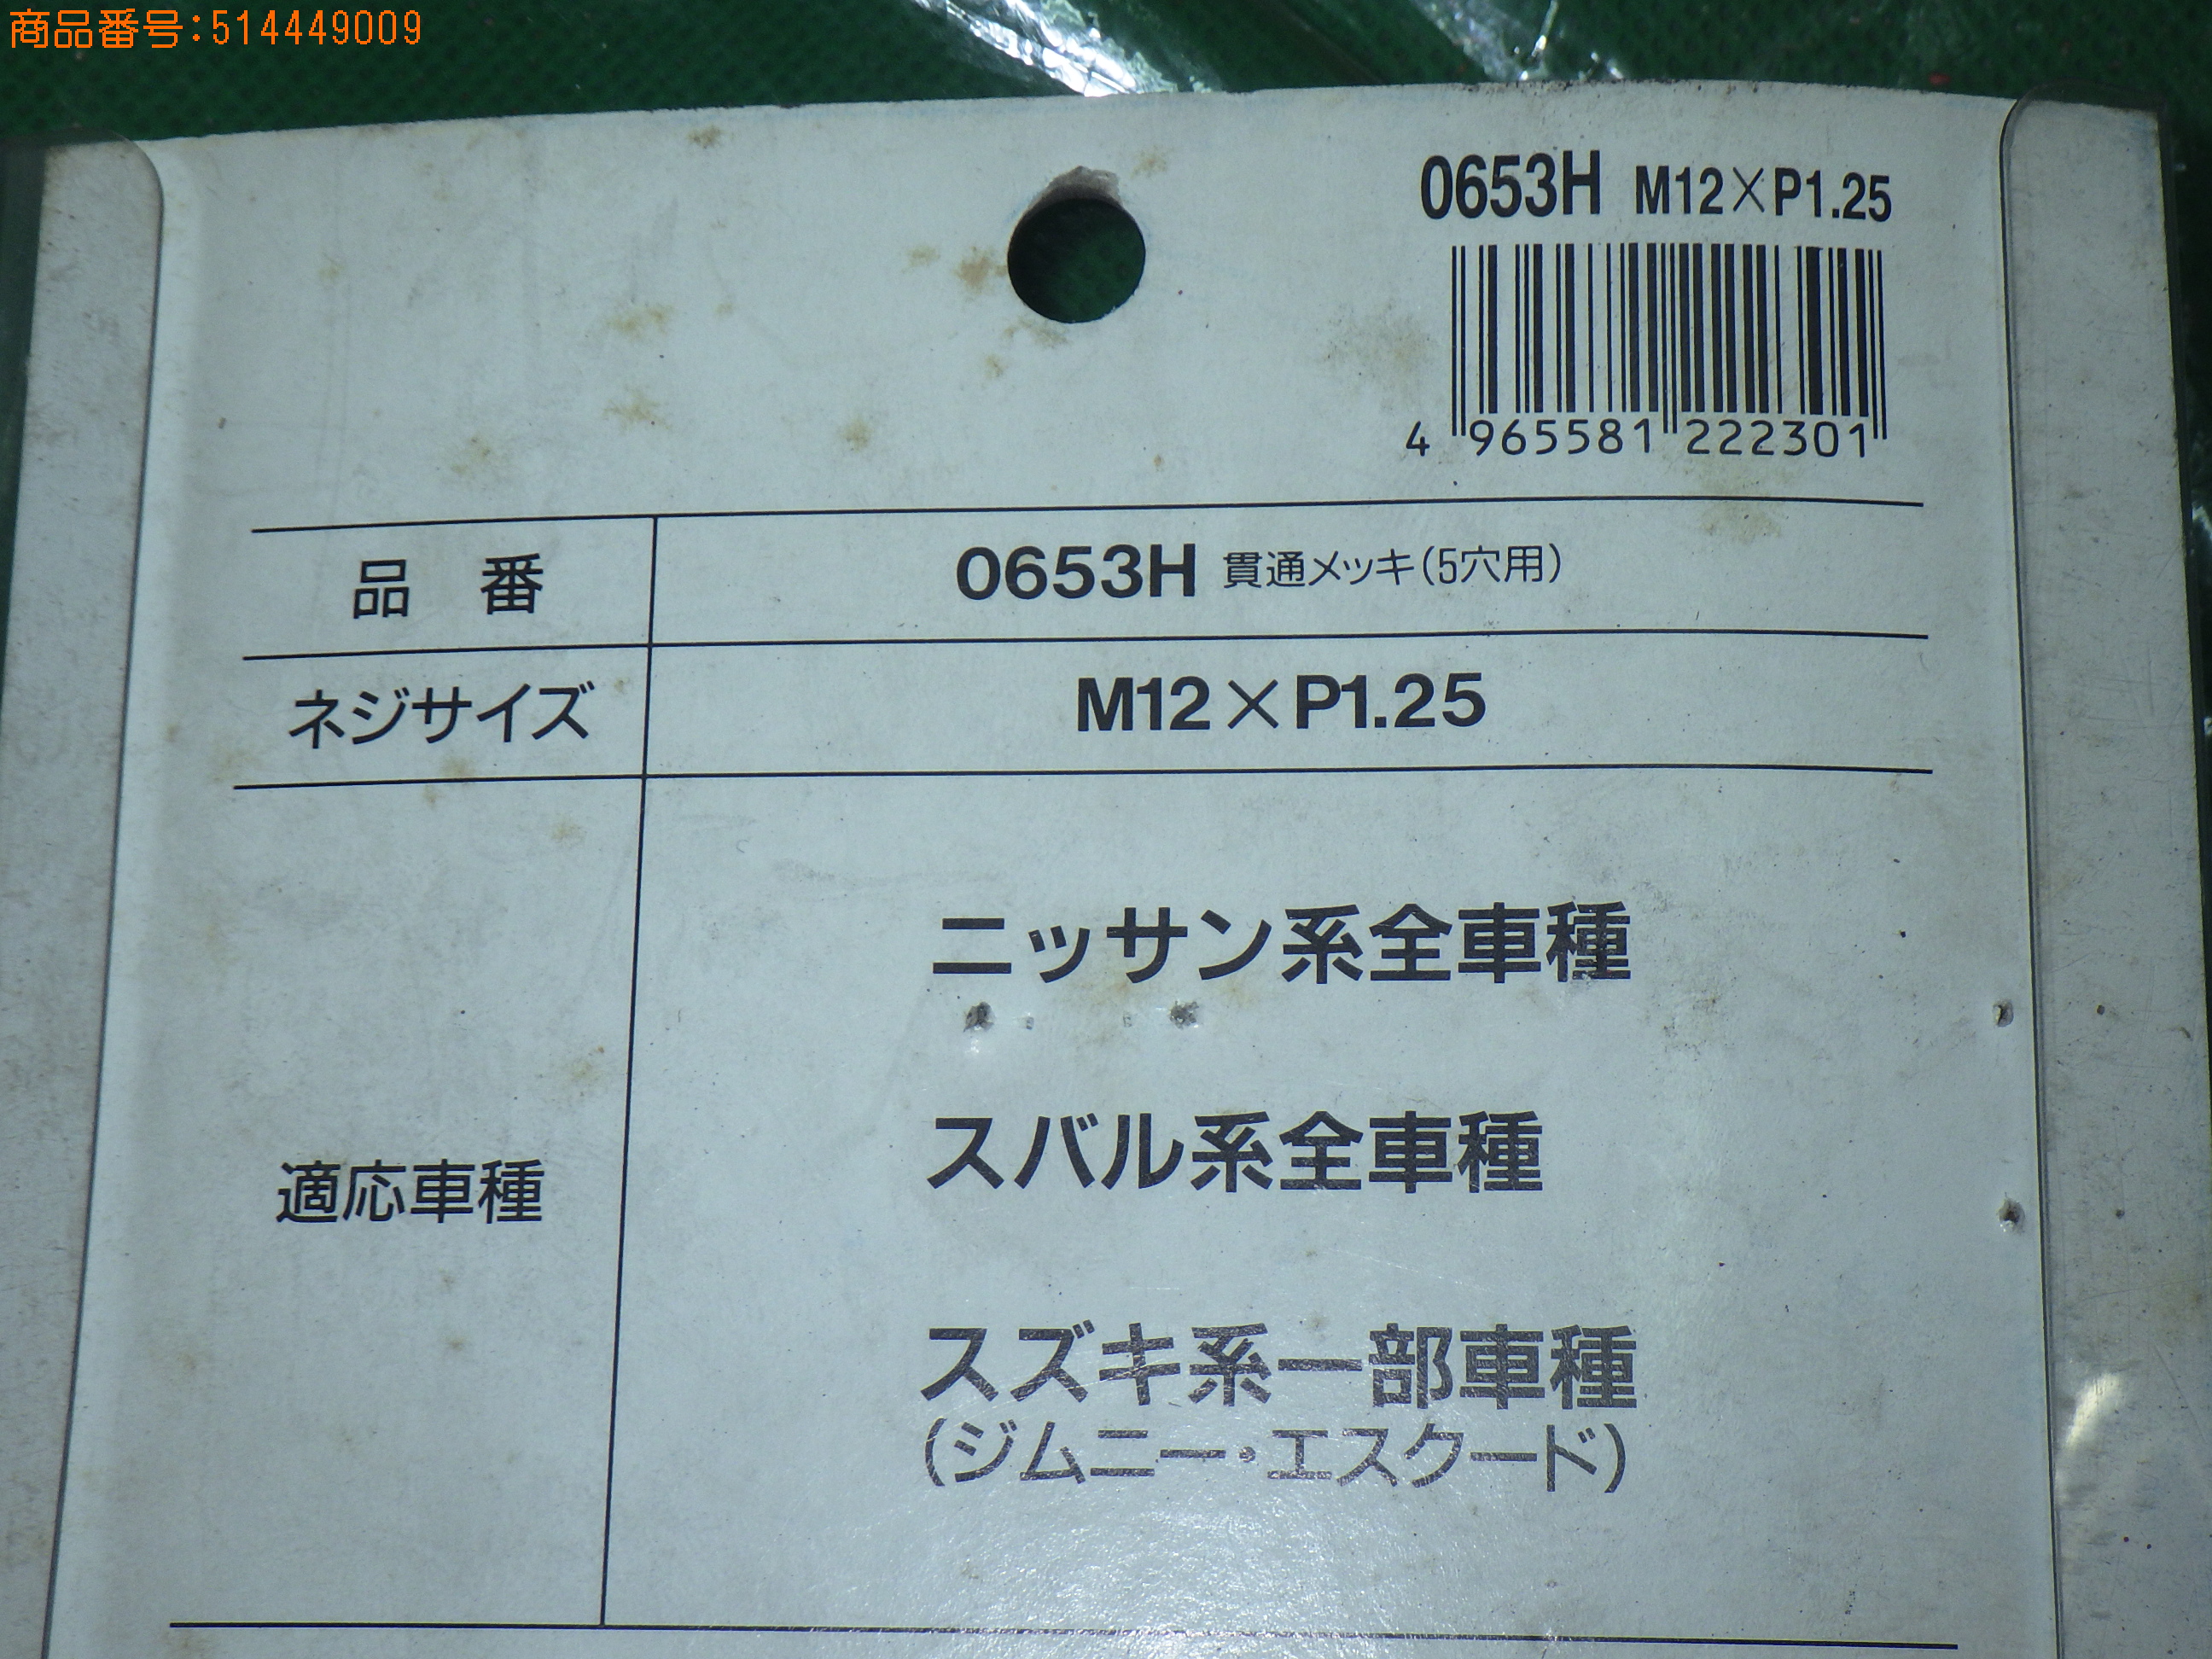 商品番号:514449009
0653H M12×P1.25
4 965581 222301
品番 0653H 貫通メッキ(5穴用)
ネジサイズ M12×P1.25
適応車種
ニッサン系全車種
スバル系全車種
スズキ系一部車種
(ジムニー・エスクード)